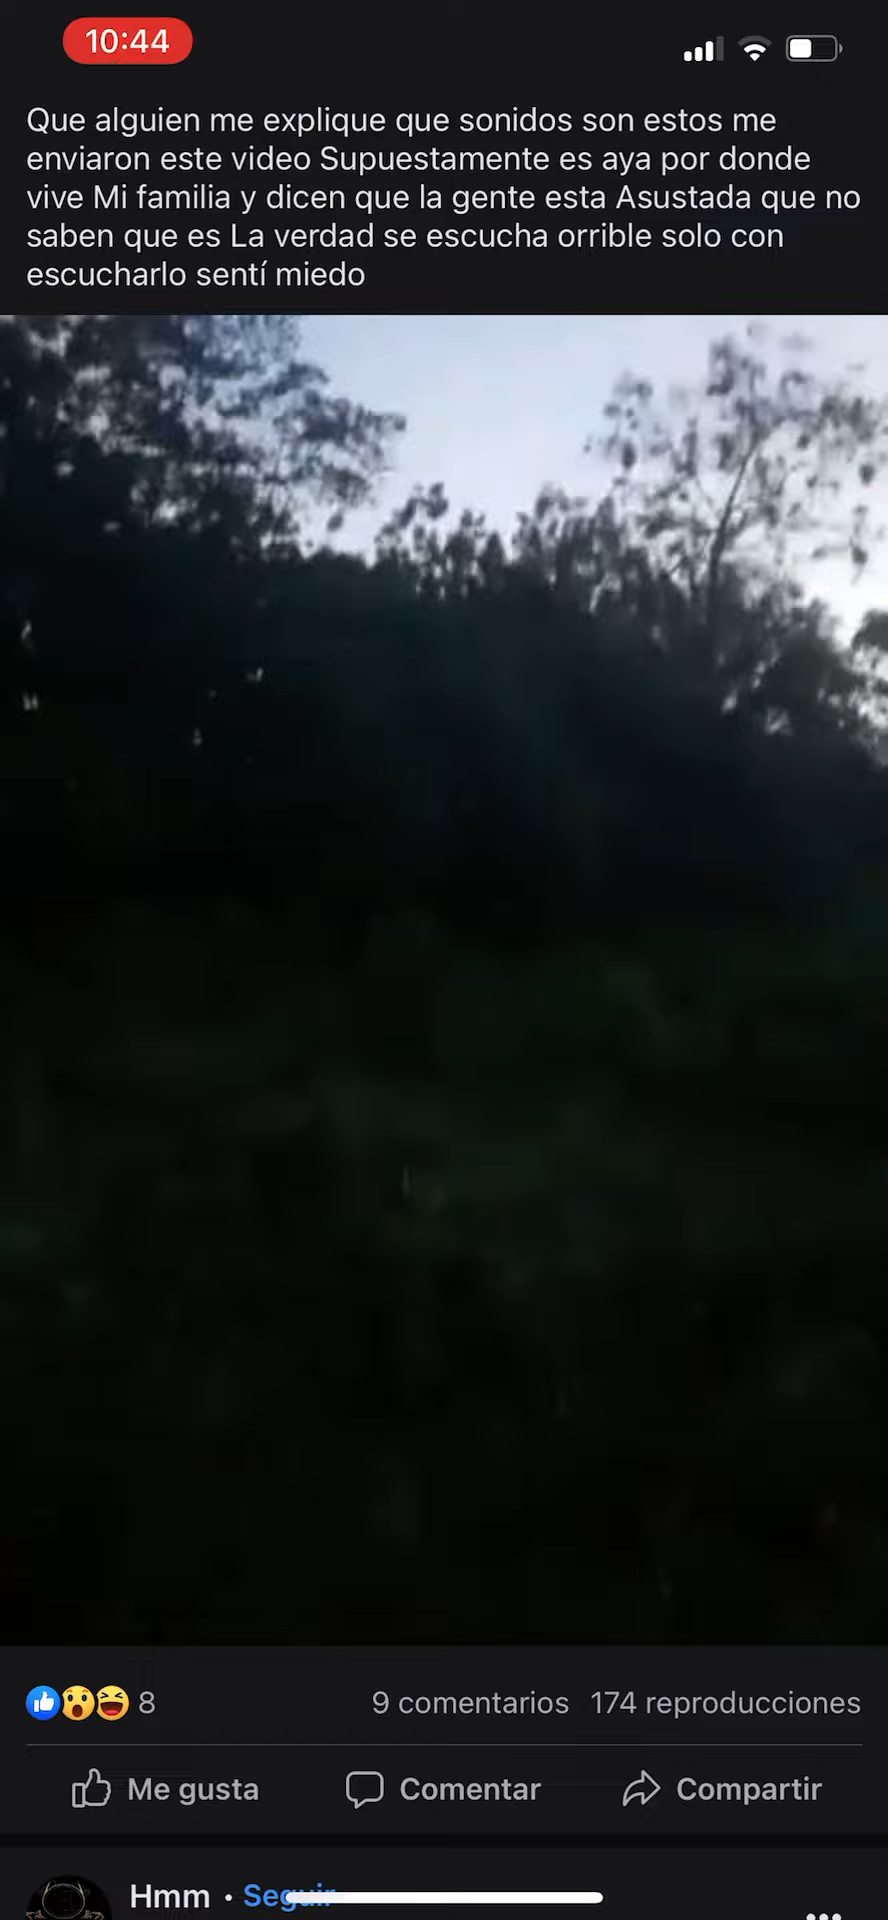 10:44
Que alguien me explique que sonidos son estos me
enviaron este video Supuestamente es aya por donde
vive Mi familia y dicen que la gente esta Asustada que no
saben que es La verdad se escucha orrible solo con
escucharlo sentí miedo
8
9 comentarios 174 reproducciones
Me gusta Comentar Compartir
Hmm • Seguir